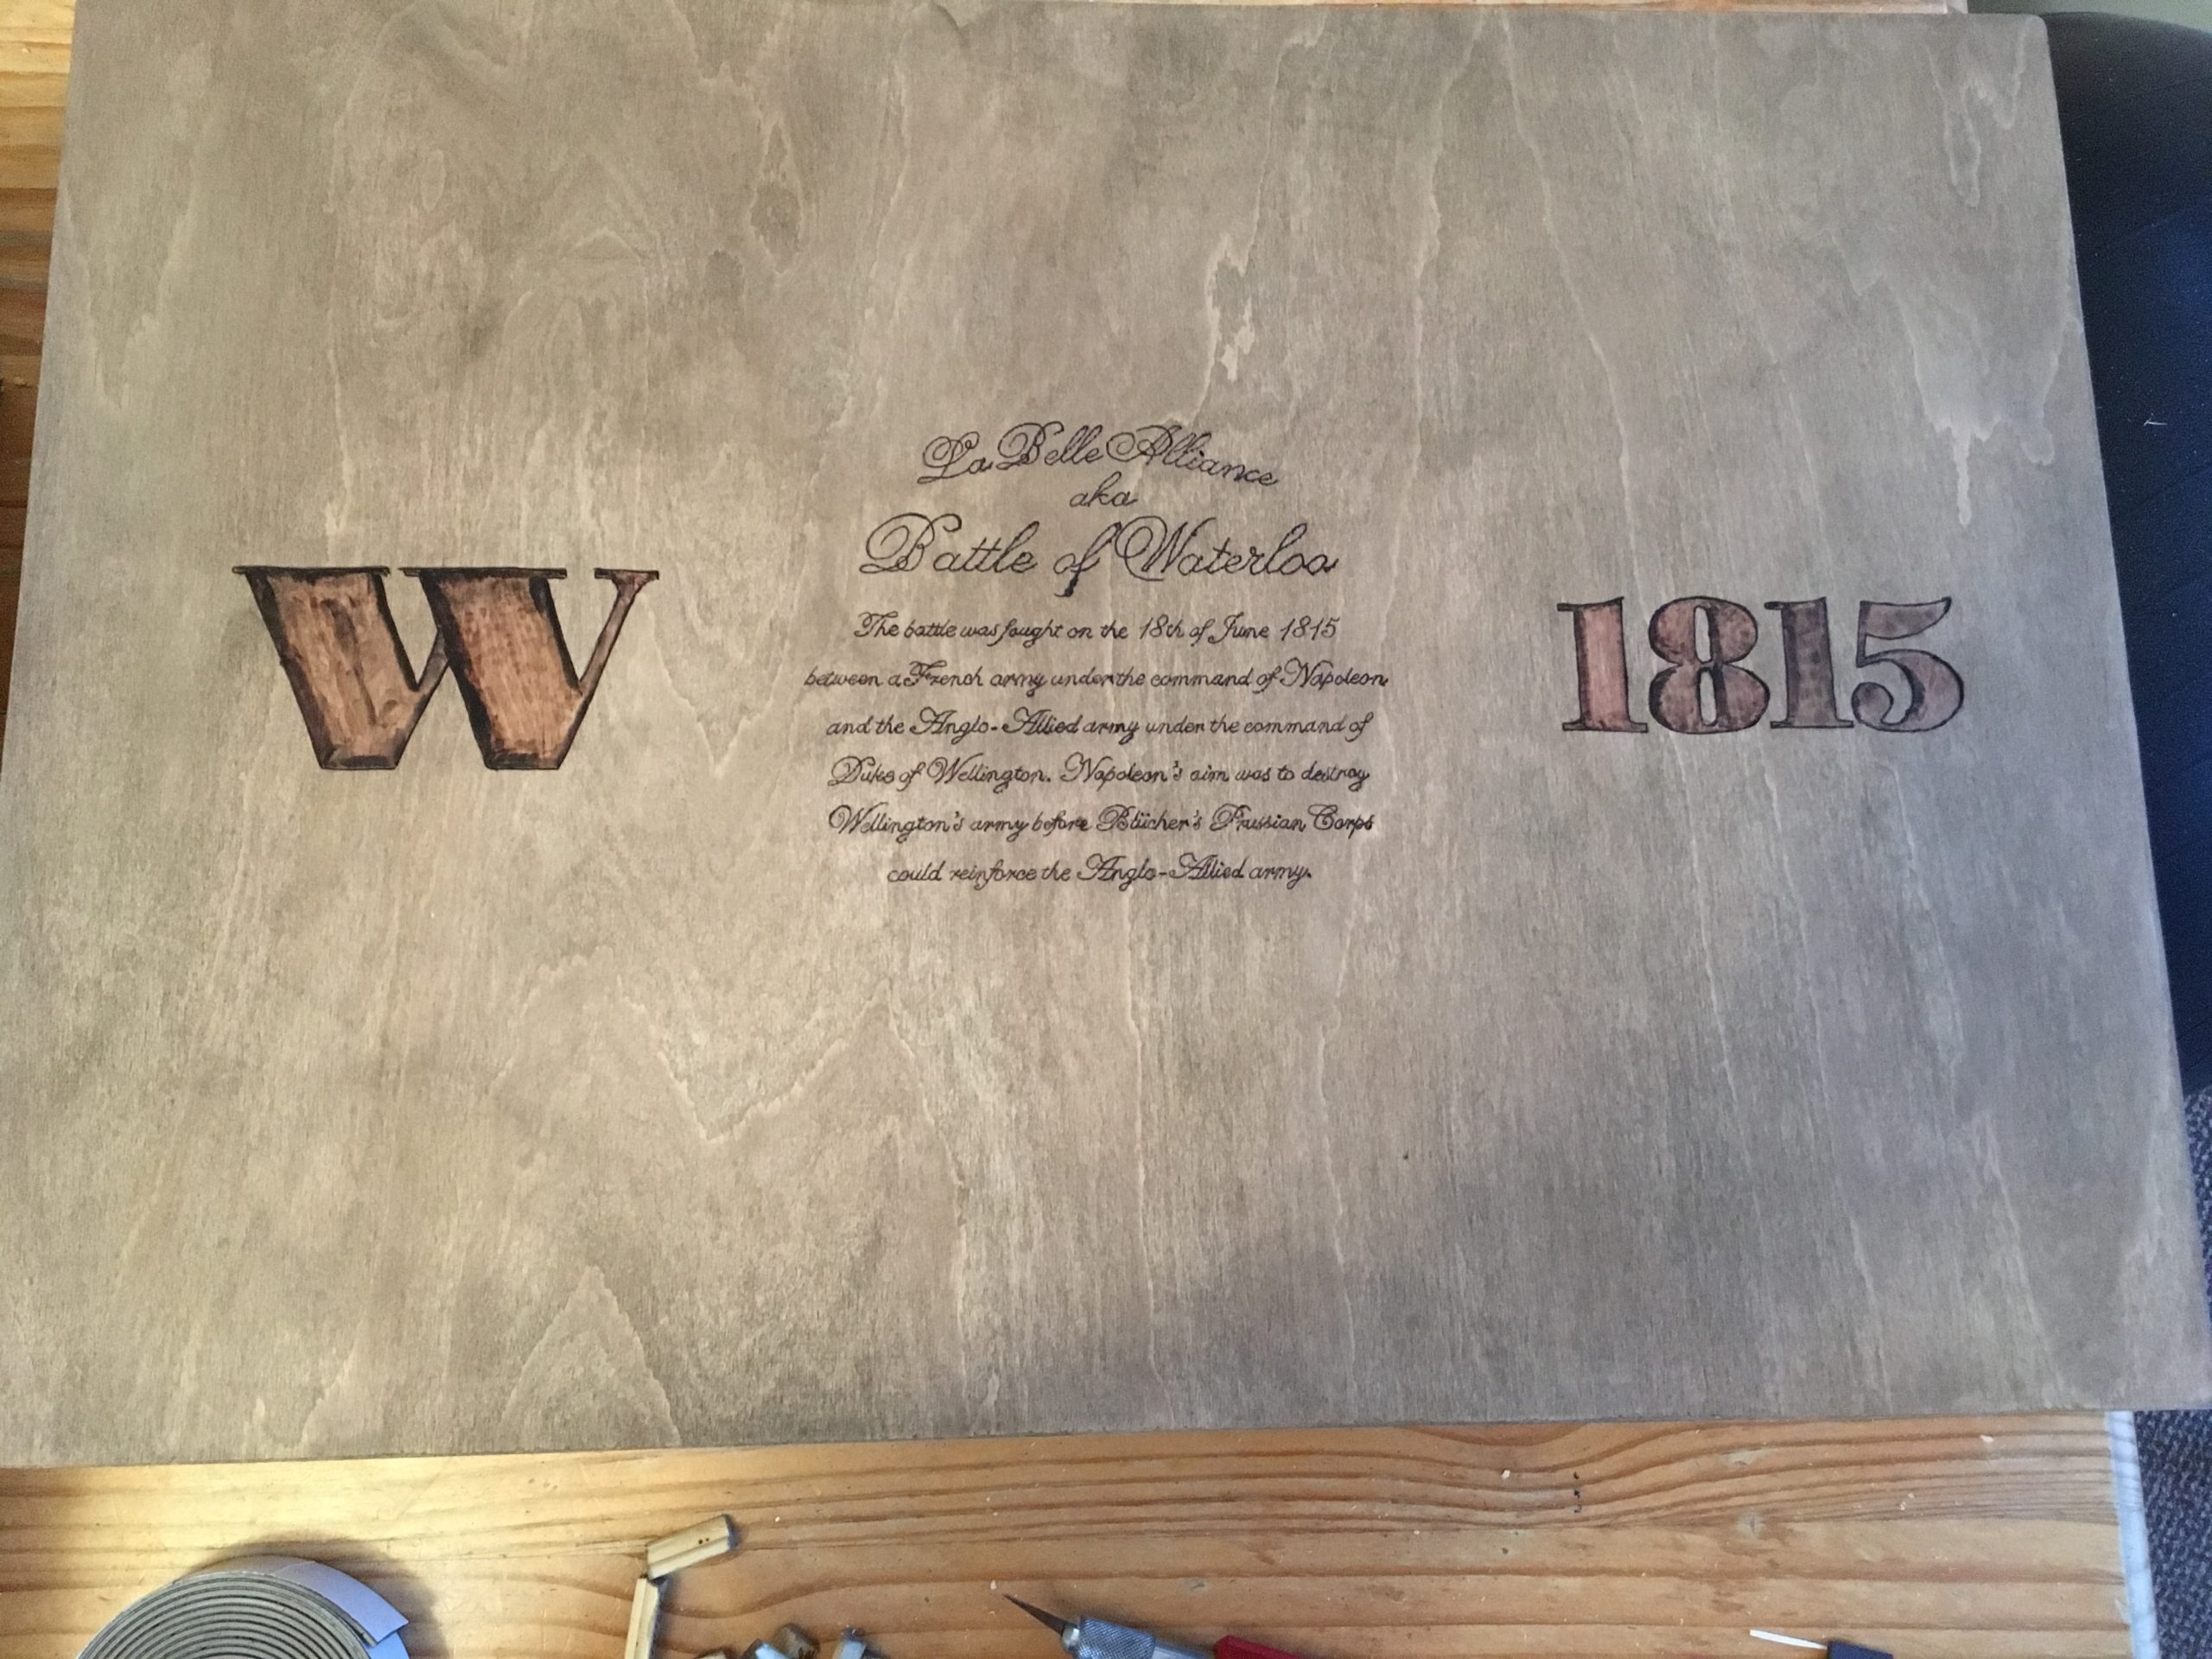 La Belle Alliance
aka
Battle of Waterloo
W
1815
The battle was fought on the 18th of June 1815
between a French army under the command of Napoleon
and the Anglo-Allied army under the command of
Duke of Wellington. Napoleon's aim was to destroy
Wellington's army before Blücher's Prussian Corps
could reinforce the Anglo-Allied army.